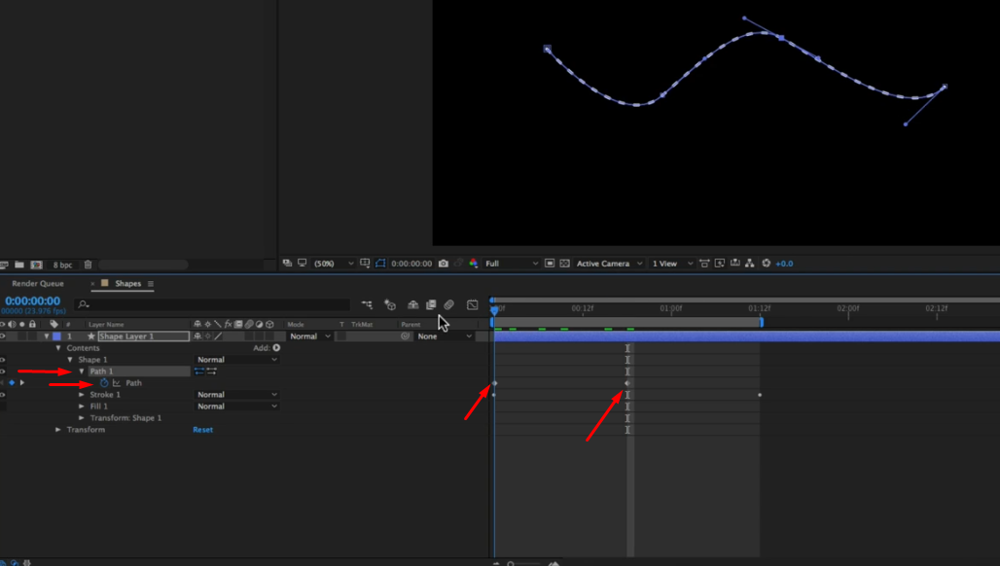 8 bpc
(50%) 0:00:00:00 Full Active Camera 1 View +0.0
Render Queue × Shapes
0:00:00:00
00000 (23.976 fps)
:00F 00:12F 01:00F 01:12F 02:00F 02:12F
# Layer Name Mode T TrkMat Parent
1 Shape Layer 1 Normal None
Contents Add:
Shape 1 Normal
Path 1
Path
Stroke 1 Normal
Fill 1 Normal
Transform: Shape 1
Transform Reset